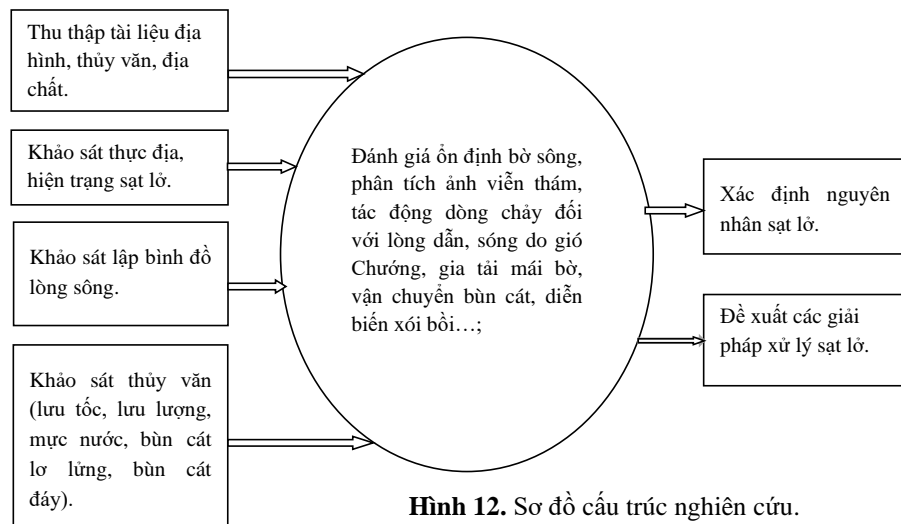 Thu thập tài liệu địa
hình, thủy văn, địa
chất.
Khảo sát thực địa,
hiện trạng sạt lở.
Khảo sát lập bình đồ
lòng sông.
Khảo sát thủy văn
(lưu tốc, lưu lượng,
mực nước, bùn cát
lơ lửng, bùn cát
đáy).
Đánh giá ổn định bờ sông,
phân tích ảnh viễn thám,
tác động dòng chảy đối
với lòng dẫn, sóng do gió
Chướng, gia tải mái bờ,
vận chuyển bùn cát, diễn
biến xói bồi...;
Xác định nguyên
nhân sạt lở.
Đề xuất các giải
pháp xử lý sạt lở.
Hình 12. Sơ đồ cấu trúc nghiên cứu.